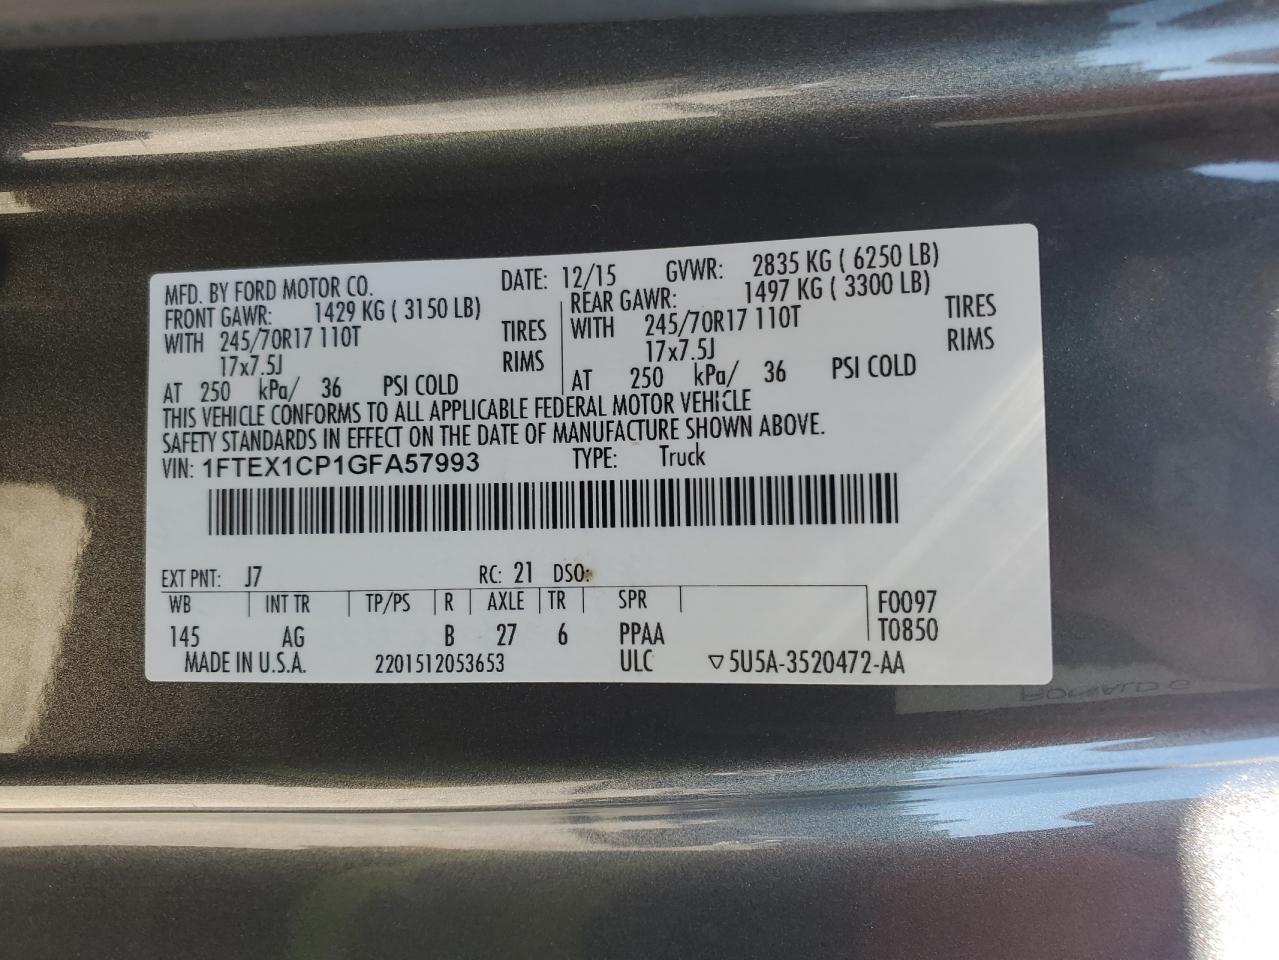 MFD. BY FORD MOTOR CO. DATE: 12/15 GVWR: 2835 KG ( 6250 LB)
FRONT GAWR: 1429 KG ( 3150 LB) REAR GAWR: 1497 KG ( 3300 LB)
WITH 245/70R17 110T TIRES WITH 245/70R17 110T TIRES
17x7.5J RIMS 17x7.5J RIMS
AT 250 kPa/ 36 PSI COLD AT 250 kPa/ 36 PSI COLD
THIS VEHICLE CONFORMS TO ALL APPLICABLE FEDERAL MOTOR VEHICLE
SAFETY STANDARDS IN EFFECT ON THE DATE OF MANUFACTURE SHOWN ABOVE.
VIN: 1FTEX1CP1GFA57993 TYPE: Truck
EXT PNT: J7 RC: 21 DSO:
WB INT TR TP/PS R AXLE TR SPR F0097
145 AG B 27 6 PPAA T0850
MADE IN U.S.A. 2201512053653 ULC ▽5U5A-3520472-AA